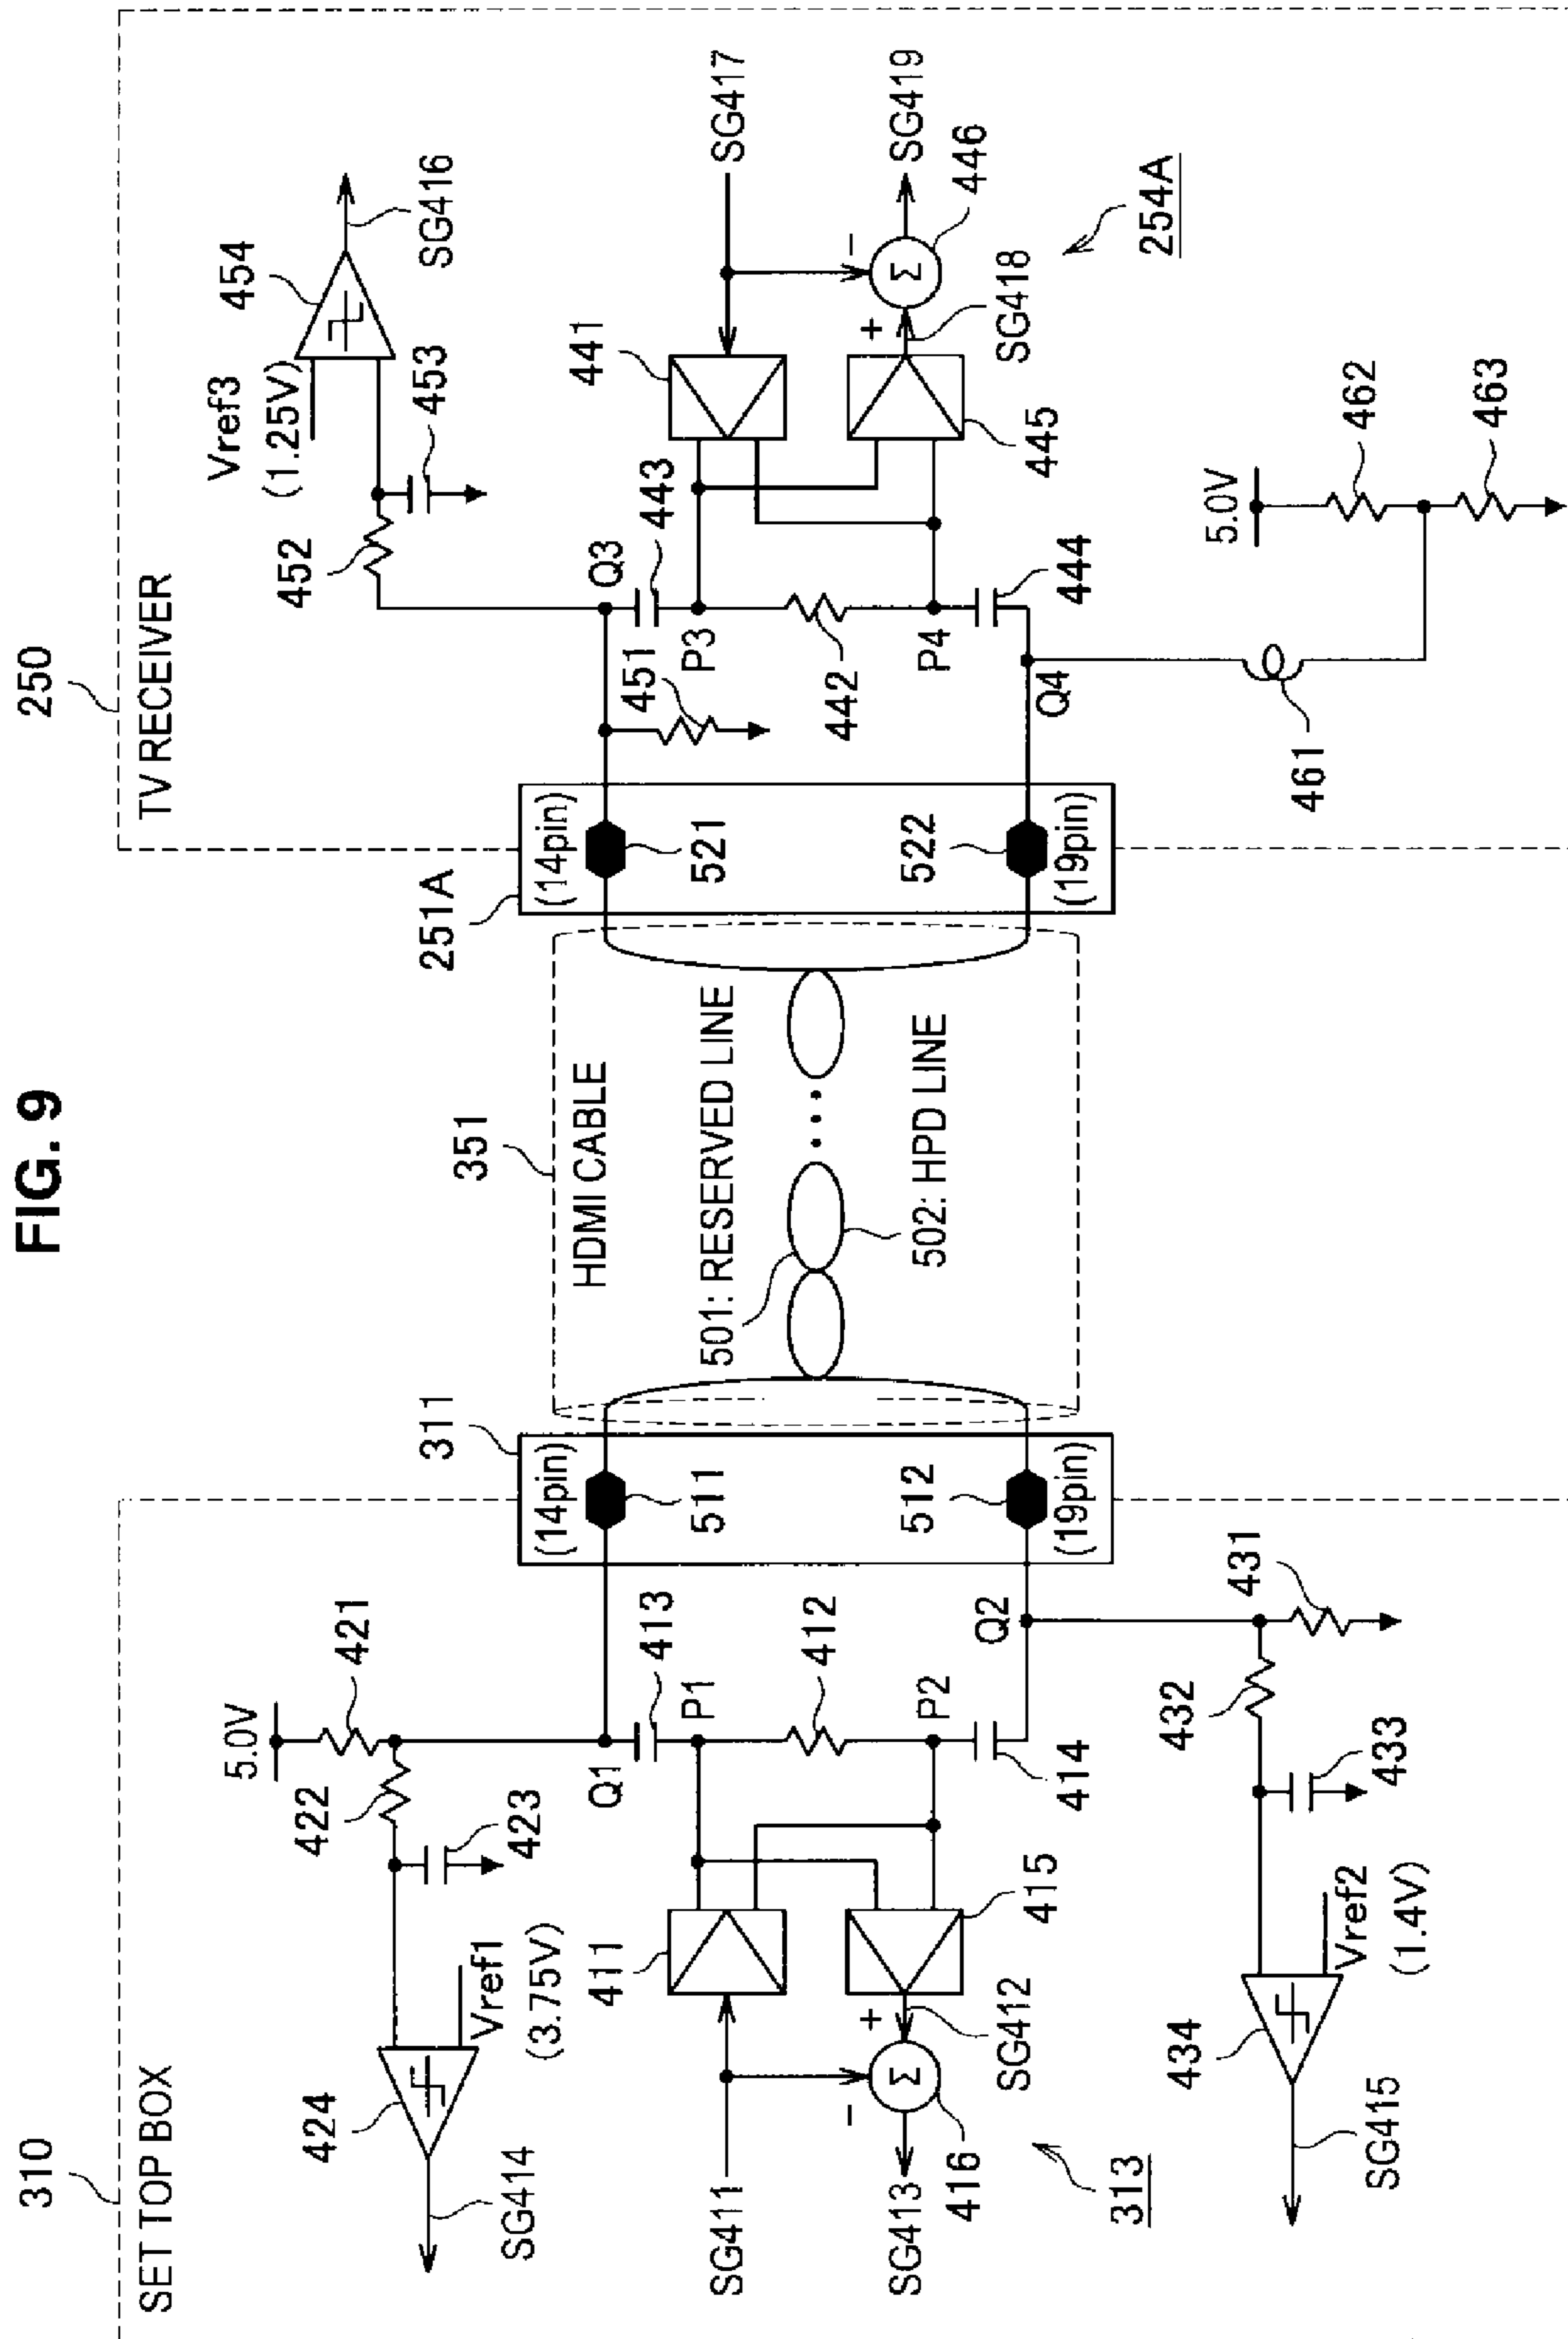 FIG. 9
310
SET TOP BOX
5.0V
421
422
423
424
SG414
Vref1
(3.75V)
Q1
413
P1
411
412
SG411
415
P2
SG412
+
−
Σ
SG413
416
414
Q2
313
432
431
433
434
Vref2
(1.4V)
SG415
311
(14pin)
511
512
(19pin)
351
HDMI CABLE
501: RESERVED LINE
502: HPD LINE
250
TV RECEIVER
251A
(14pin)
521
522
(19pin)
454
SG416
Vref3
(1.25V)
453
452
Q3
443
451
P3
441
SG417
442
P4
445
444
+
−
Σ
SG418
SG419
446
254A
Q4
461
5.0V
462
463